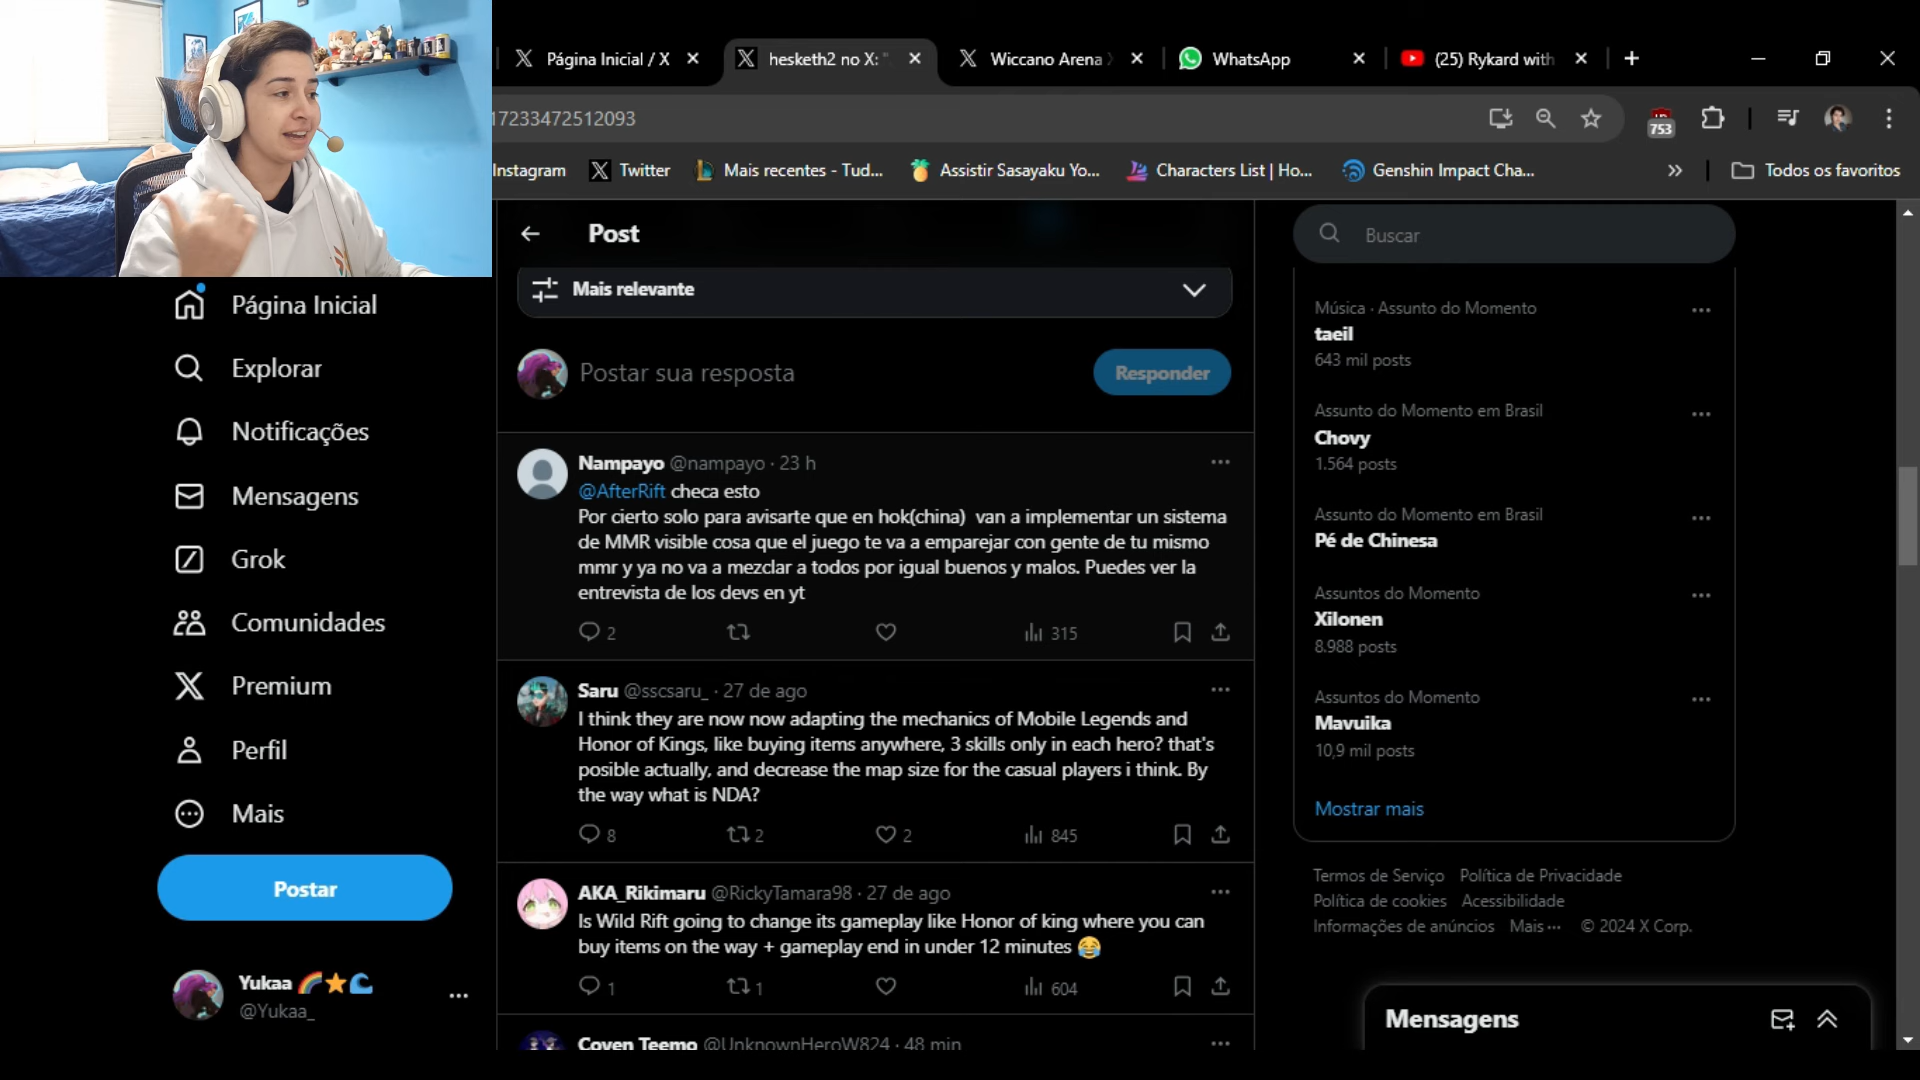 Página Inicial / X
hesketh2 no X: "
Wiccano Arena X
WhatsApp
(25) Rykard with
17233472512093
753
Instagram
Twitter
Mais recentes - Tud...
Assistir Sasayaku Yo...
Characters List | Ho...
Genshin Impact Cha...
Todos os favoritos
Página Inicial
Explorar
Notificações
Mensagens
Grok
Comunidades
Premium
Perfil
Mais
Postar
Yukaa
@Yukaa_
Post
Mais relevante
Postar sua resposta
Responder
Nampayo @nampayo · 23 h
@AfterRift checa esto
Por cierto solo para avisarte que en hok(china) van a implementar un sistema
de MMR visible cosa que el juego te va a emparejar con gente de tu mismo
mmr y ya no va a mezclar a todos por igual buenos y malos. Puedes ver la
entrevista de los devs en yt
2
315
Saru @sscsaru_ · 27 de ago
I think they are now now adapting the mechanics of Mobile Legends and
Honor of Kings, like buying items anywhere, 3 skills only in each hero? that's
posible actually, and decrease the map size for the casual players i think. By
the way what is NDA?
8
2
2
845
AKA_Rikimaru @RickyTamara98 · 27 de ago
Is Wild Rift going to change its gameplay like Honor of king where you can
buy items on the way + gameplay end in under 12 minutes 😂
1
1
604
Coven Teemo @UnknownHeroW824 · 48 min
Buscar
Música · Assunto do Momento
taeil
643 mil posts
Assunto do Momento em Brasil
Chovy
1.564 posts
Assunto do Momento em Brasil
Pé de Chinesa
Assuntos do Momento
Xilonen
8.988 posts
Assuntos do Momento
Mavuika
10,9 mil posts
Mostrar mais
Termos de Serviço Política de Privacidade
Política de cookies Acessibilidade
Informações de anúncios Mais ··· © 2024 X Corp.
Mensagens